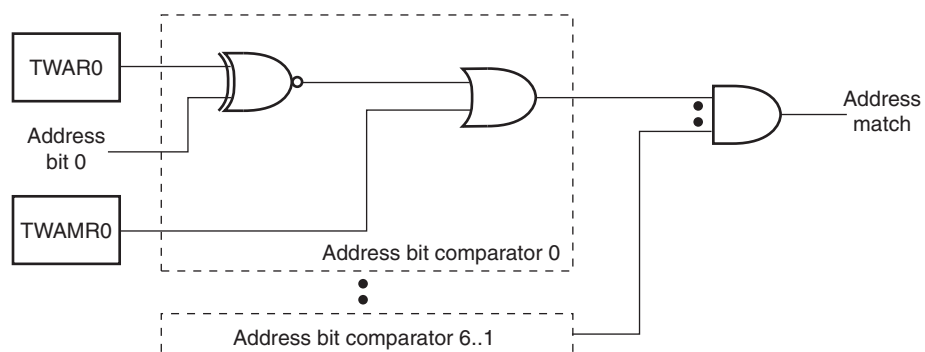 TWAR0
Address
bit 0
TWAMR0
Address bit comparator 0
Address bit comparator 6..1
Address
match